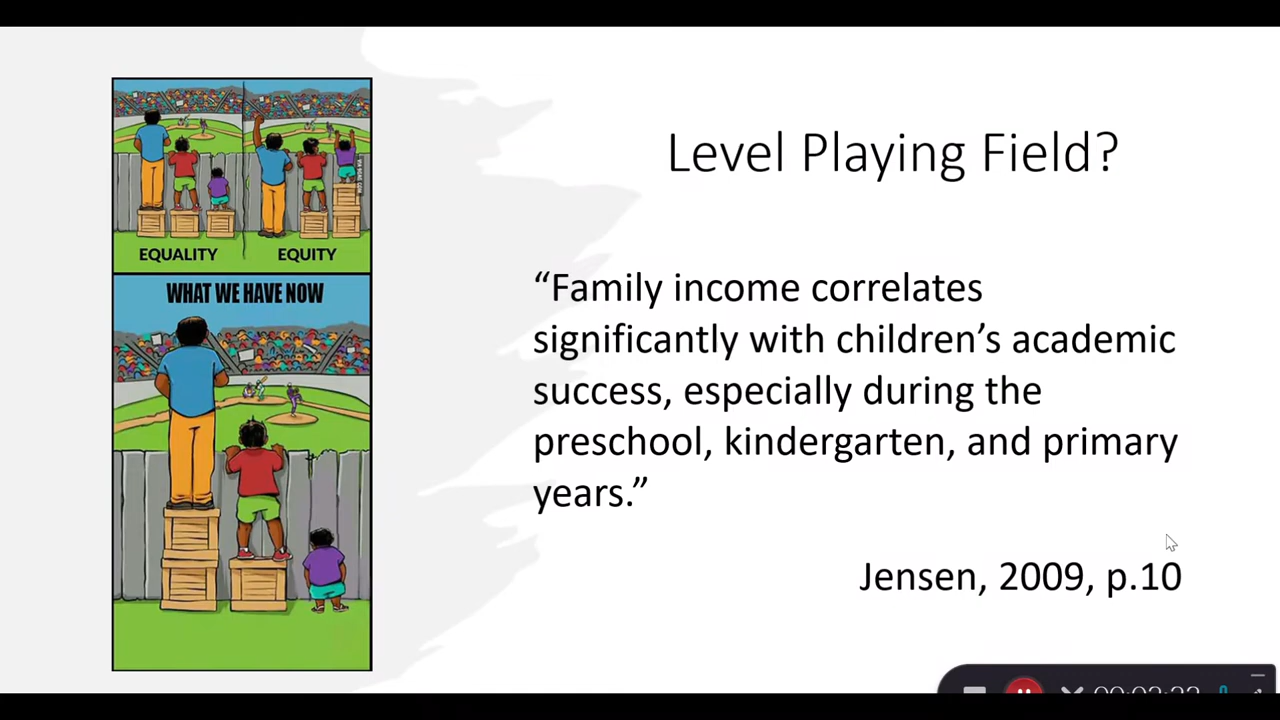 Level Playing Field?
EQUALITY
EQUITY
WHAT WE HAVE NOW
“Family income correlates
significantly with children’s academic
success, especially during the
preschool, kindergarten, and primary
years.”
Jensen, 2009, p.10